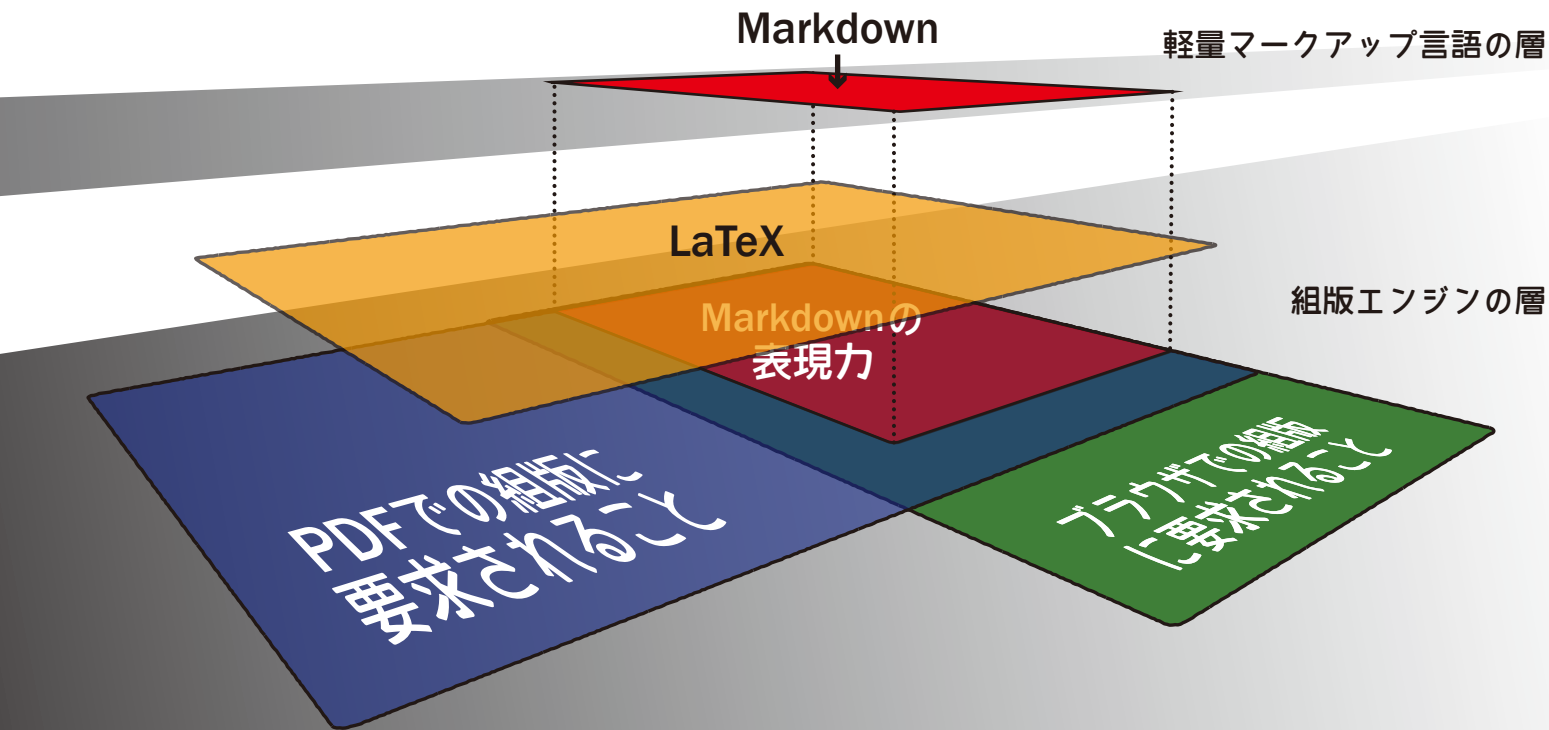 Markdown
軽量マークアップ言語の層
LaTeX
組版エンジンの層
Markdownの
表現力
PDFでの組版に
要求されること
ブラウザでの組版
に要求されること